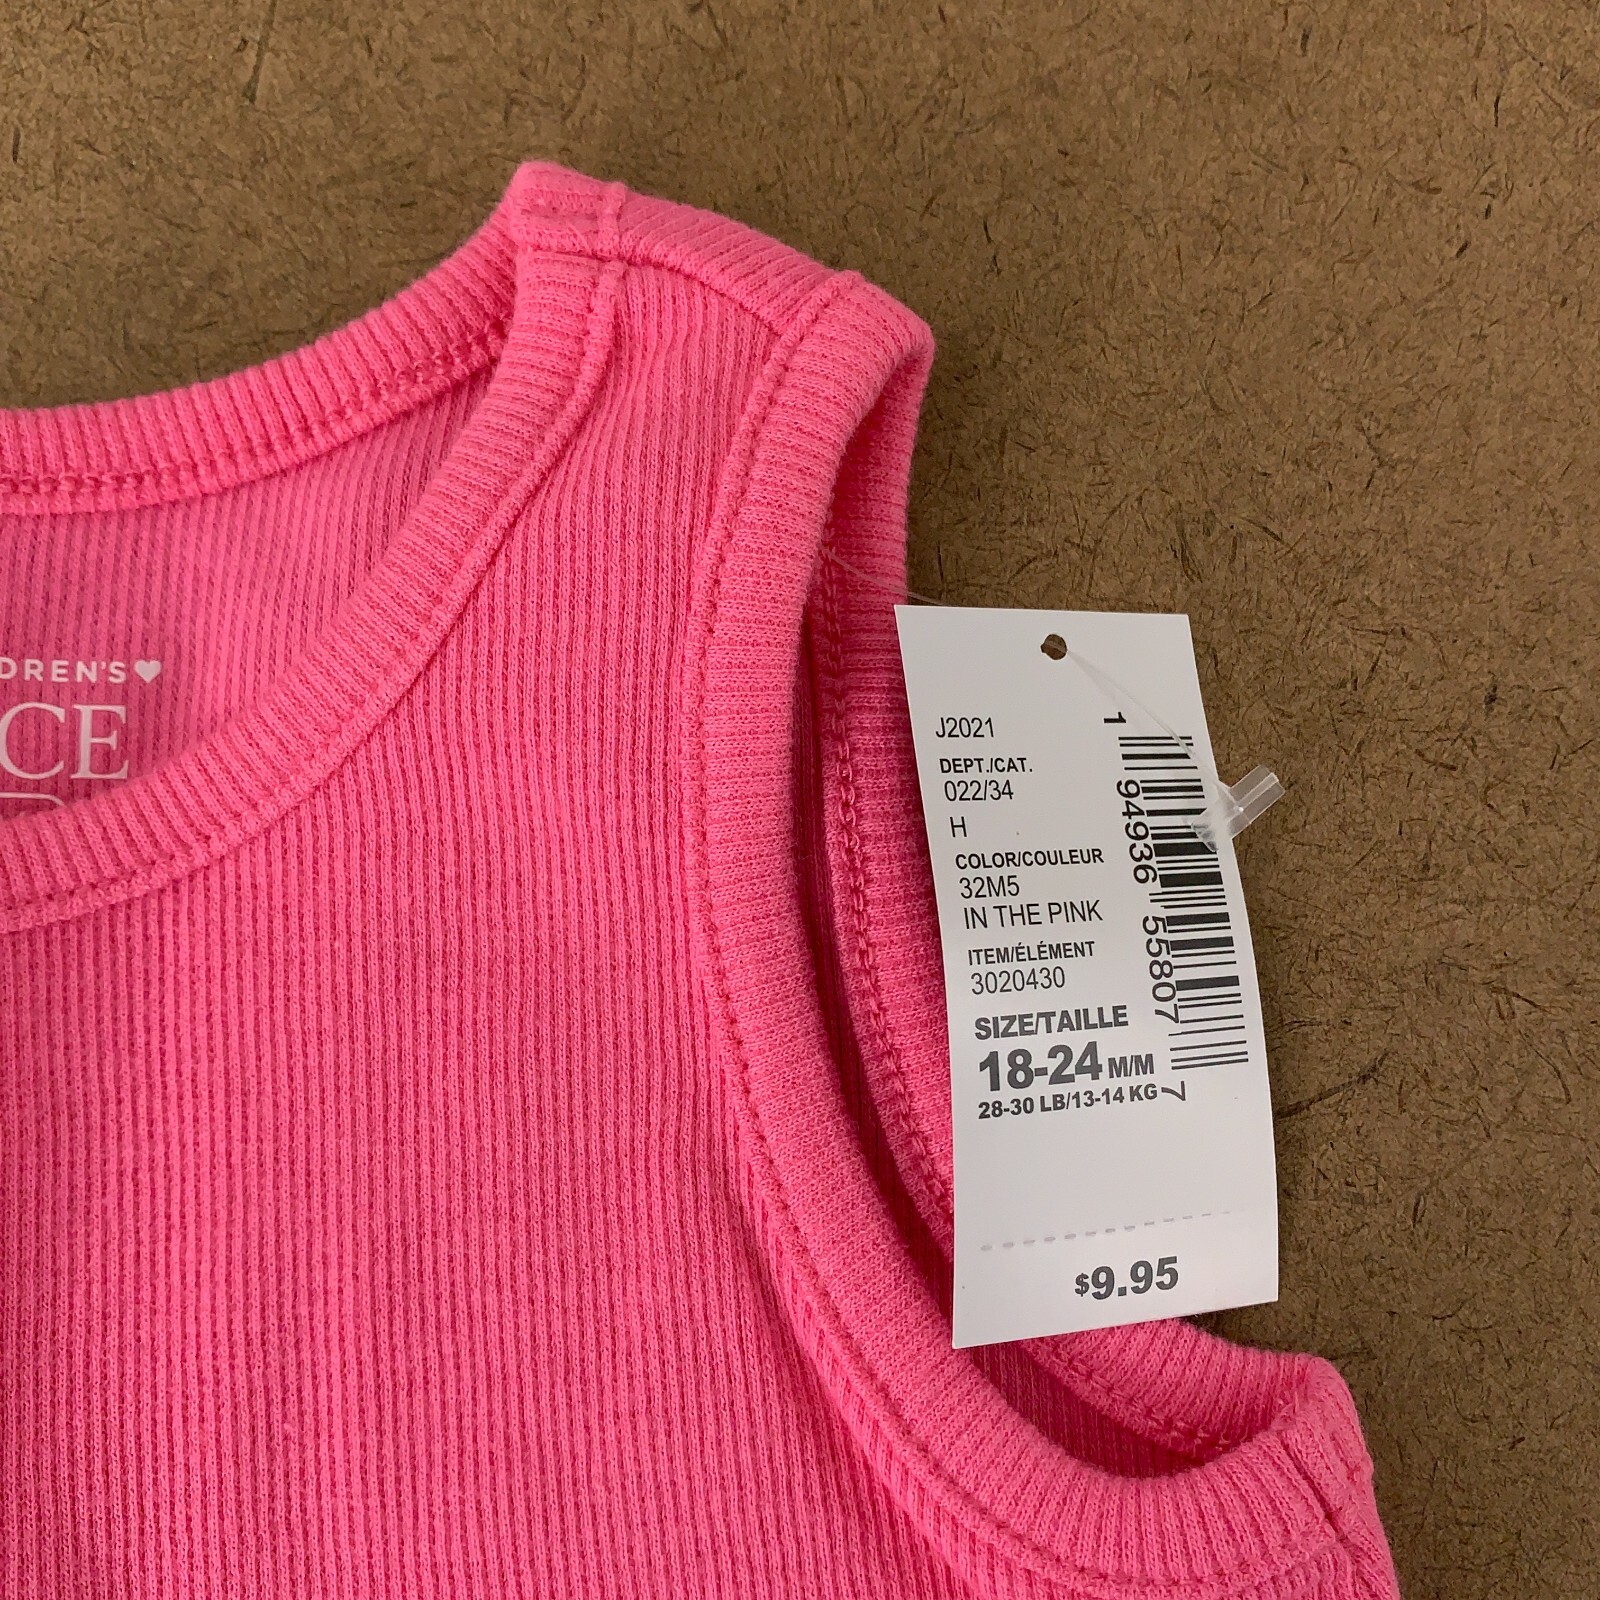 DREN'S♥
CE
J2021
DEPT./CAT.
022/34
H
COLOR/COULEUR
32M5
IN THE PINK
ITEM/ÉLÉMENT
3020430
SIZE/TAILLE
18-24 M/M
28-30 LB/13-14 KG
1 94936 55807 7
$9.95